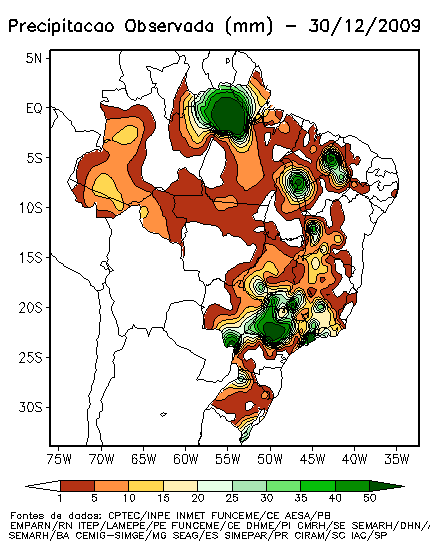 Precipitacao Observada (mm) – 30/12/2009
5N
EQ
5S
10S
15S
20S
25S
30S
75W 70W 65W 60W 55W 50W 45W 40W 35W
1 5 10 15 20 25 30 35 40 50
Fontes de dados: CPTEC/INPE INMET FUNCEME/CE AESA/PB
EMPARN/RN ITEP/LAMEPE/PE FUNCEME/CE DHME/PI CMRH/SE SEMARH/DHN/
SEMARH/BA CEMIG-SIMGE/MG SEAG/ES SIMEPAR/PR CIRAM/SC IAC/SP